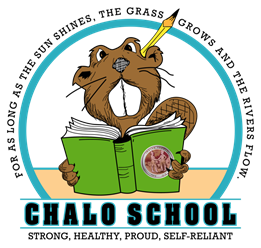 FOR AS LONG AS THE SUN SHINES, THE GRASS GROWS AND THE RIVERS FLOW.
CHALO SCHOOL
STRONG, HEALTHY, PROUD, SELF-RELIANT